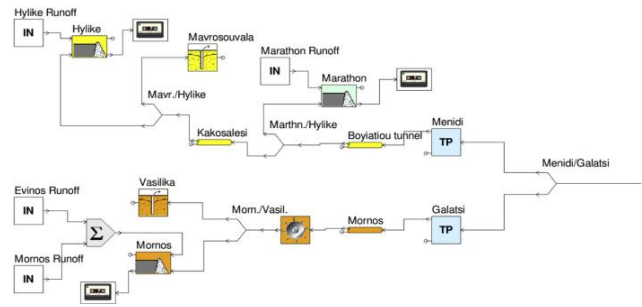 Hylike Runoff
IN
Hylike
Mavrosouvala
Marathon Runoff
IN
Marathon
Mavr./Hylike
Kakosalesi
Marthn./Hylike
Boyiatiou tunnel
Menidi
TP
Menidi/Galatsi
Evinos Runoff
IN
Vasilika
Σ
Morn./Vasil.
Mornos
Galatsi
TP
Mornos
Mornos Runoff
IN